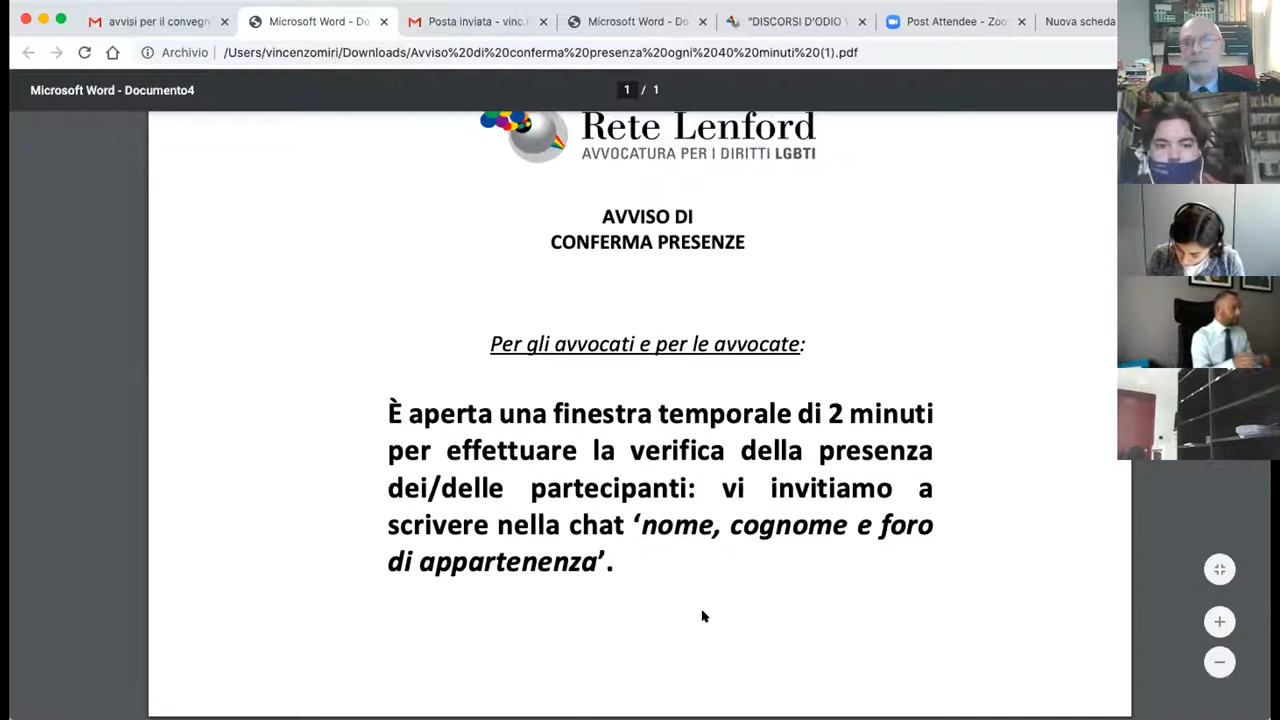 avvisi per il convegn
Microsoft Word - Do
Posta inviata - vinc.m
Microsoft Word - Do
"DISCORSI D'ODIO V
Post Attendee - Zoo
Nuova scheda
Archivio
/Users/vincenzomiri/Downloads/Avviso%20di%20conferma%20presenza%20ogni%2040%20minuti%20(1).pdf
Microsoft Word - Documento4
1 / 1
Rete Lenford
AVVOCATURA PER I DIRITTI LGBTI
AVVISO DI
CONFERMA PRESENZE
Per gli avvocati e per le avvocate:
È aperta una finestra temporale di 2 minuti
per effettuare la verifica della presenza
dei/delle partecipanti: vi invitiamo a
scrivere nella chat ‘nome, cognome e foro
di appartenenza’.